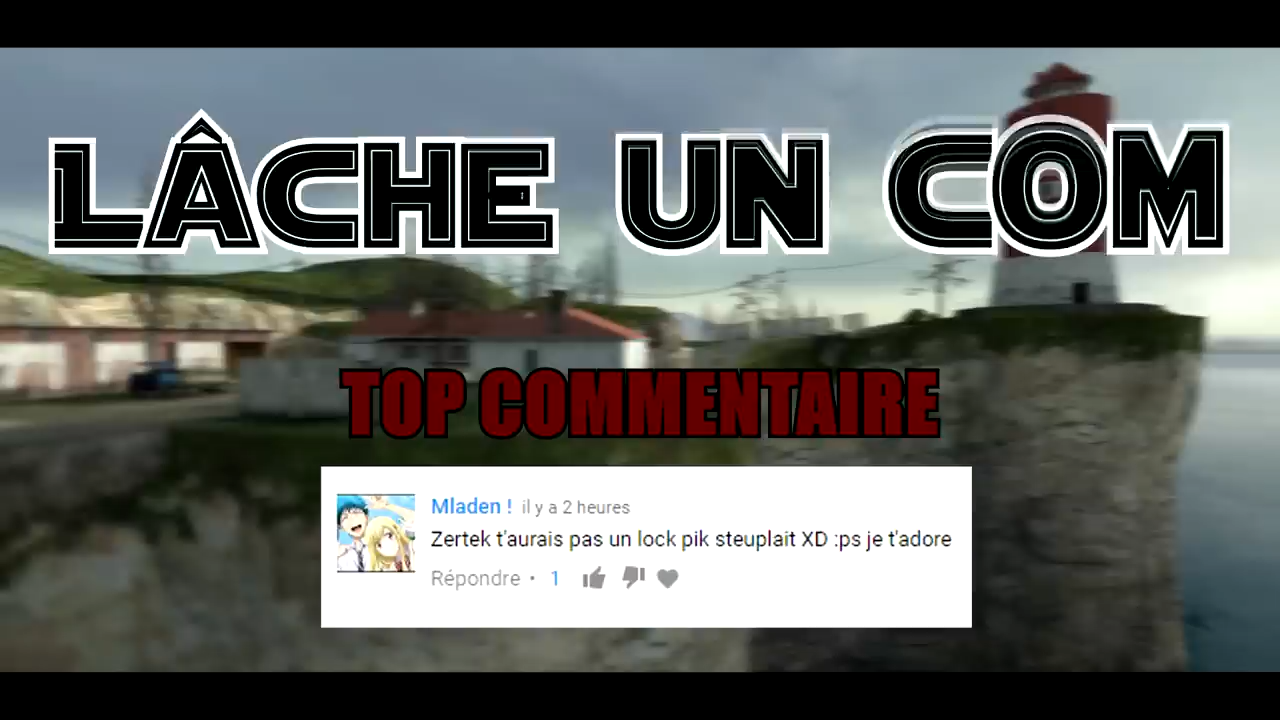 LÂCHE UN COM
TOP COMMENTAIRE
Mladen ! il y a 2 heures
Zertek t'aurais pas un lock pik steuplait XD :ps je t'adore
Répondre • 1